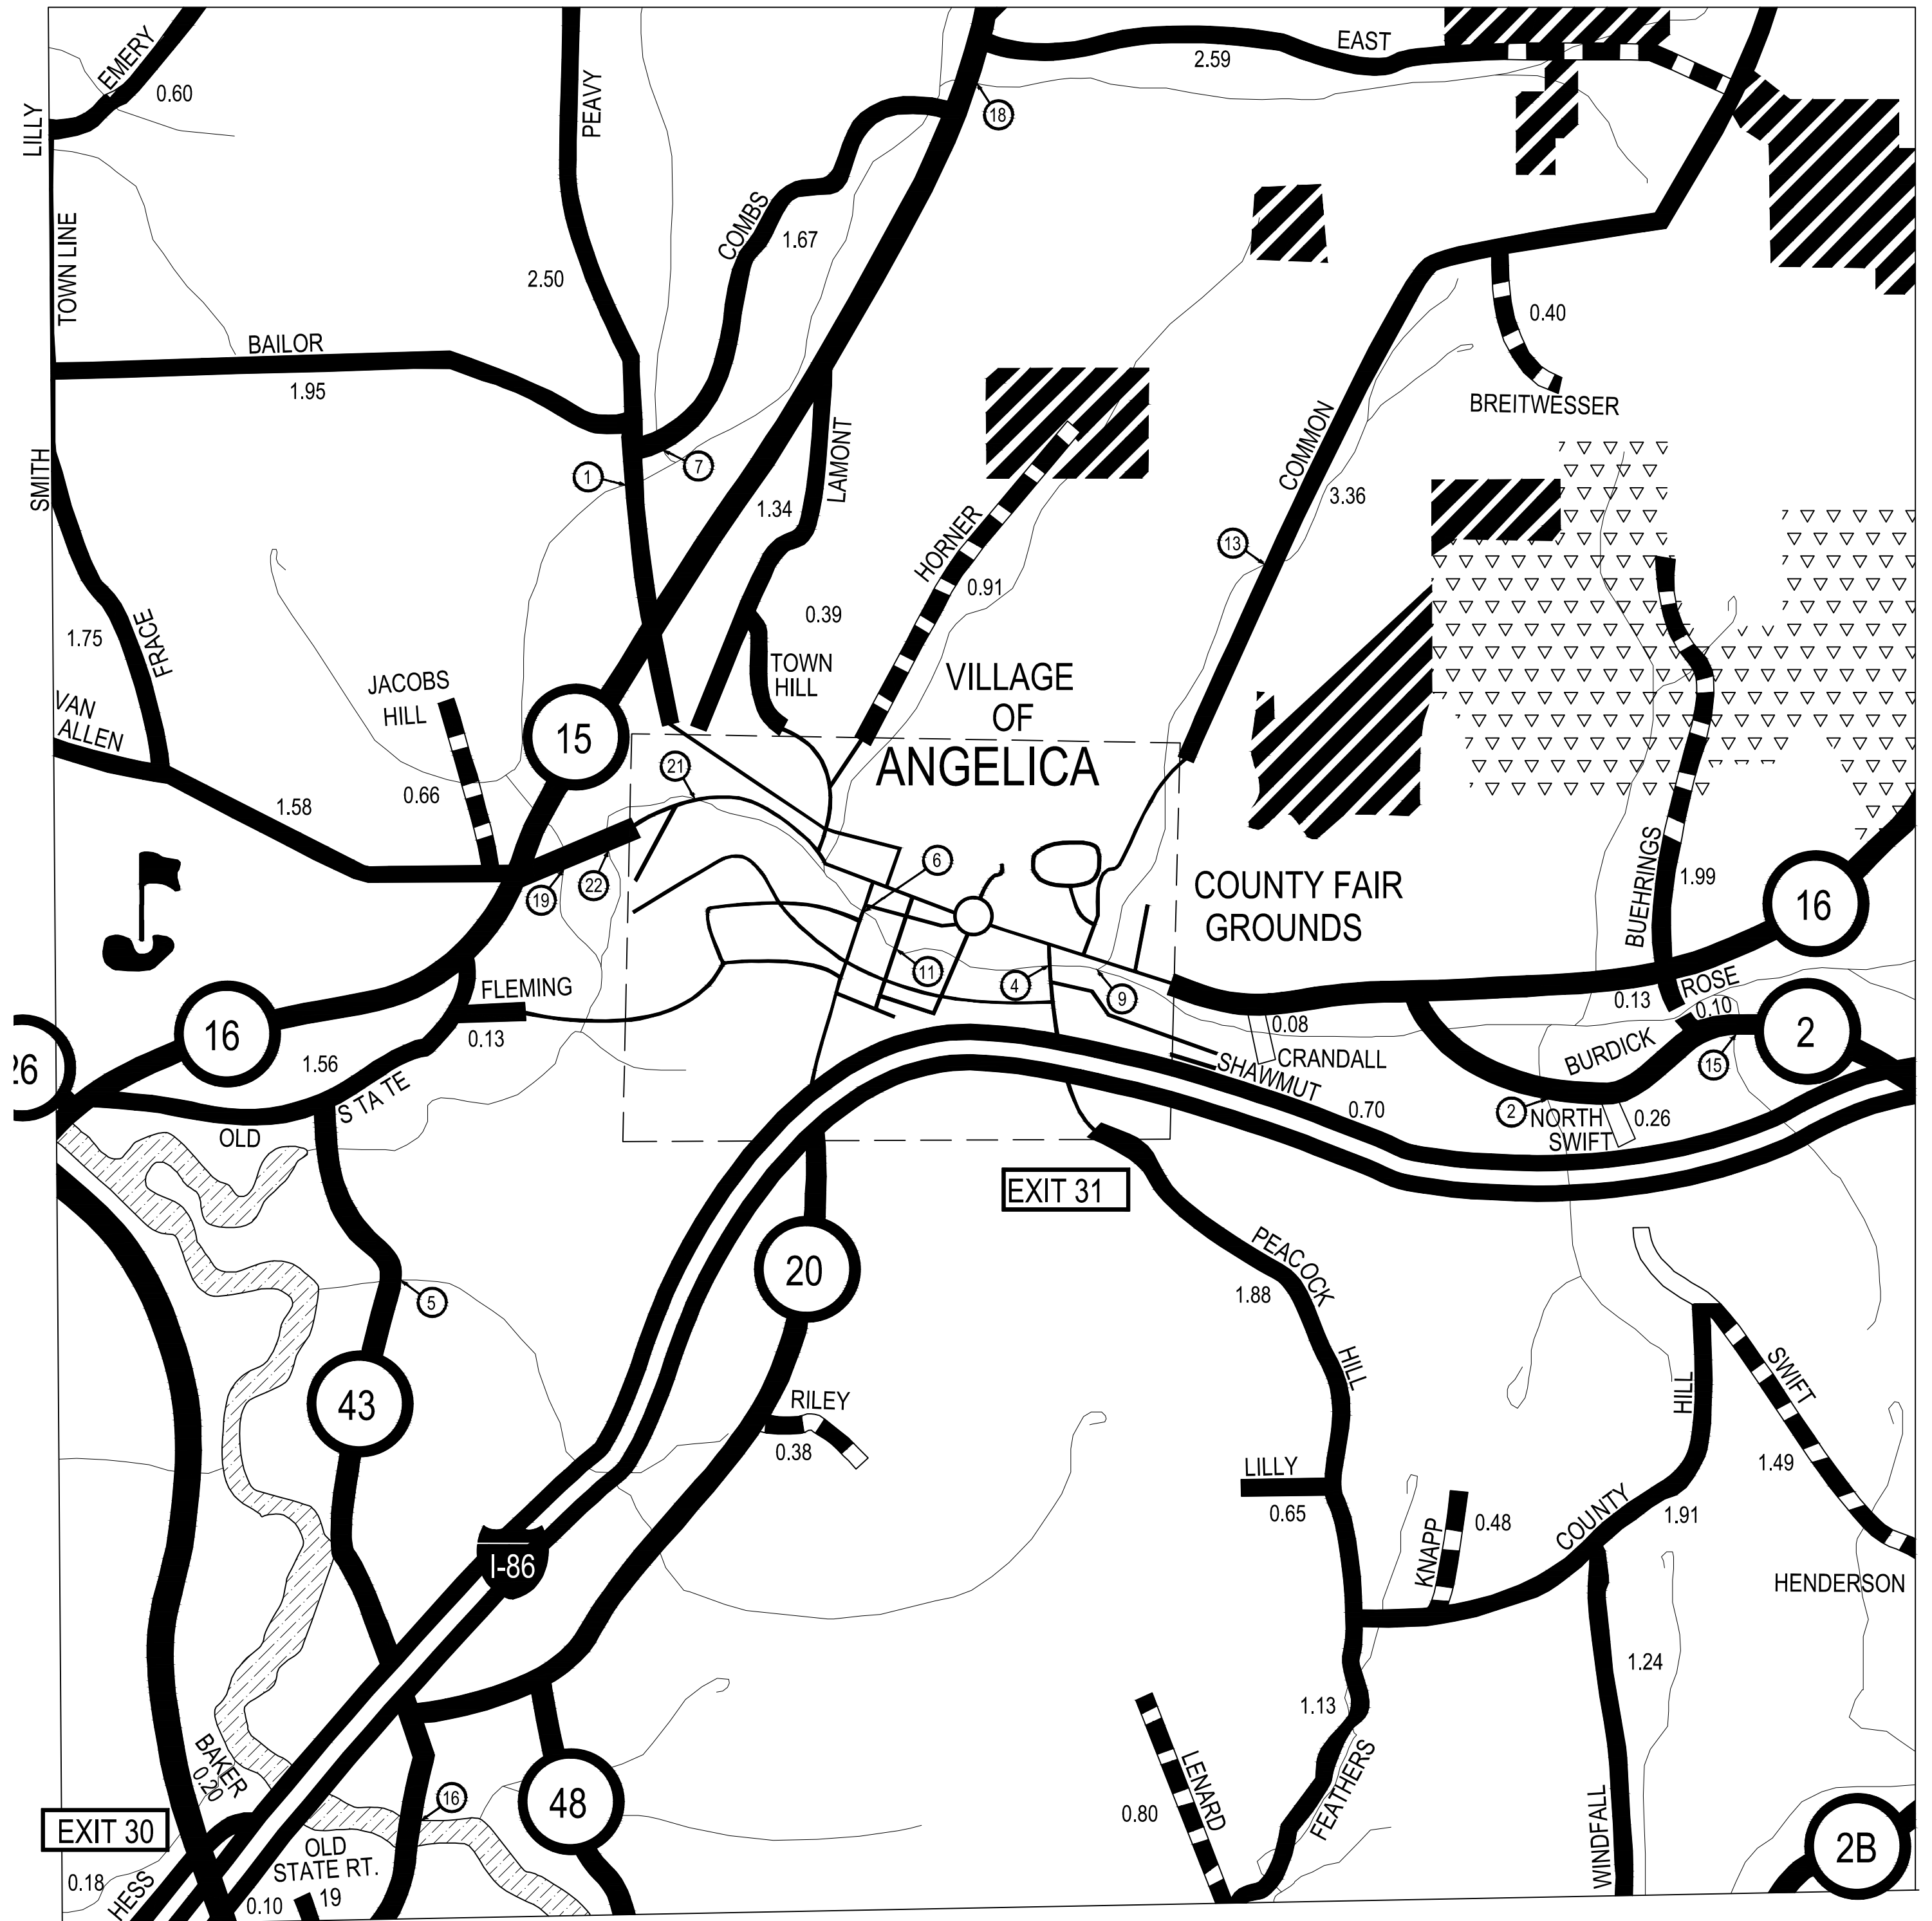 EMERY
0.60
LILLY
PEAVY
EAST
2.59
18
TOWN LINE
COMBS
1.67
2.50
0.40
BAILOR
1.95
BREITWESSER
SMITH
1
7
LAMONT
1.34
COMMON
3.36
13
HORNER
0.91
0.39
1.75
FRACE
TOWN
HILL
JACOBS
HILL
VILLAGE
OF
ANGELICA
VAN
ALLEN
15
21
0.66
1.58
6
19
22
COUNTY FAIR
GROUNDS
BUEHRINGS
1.99
16
11
4
9
FLEMING
0.13
ROSE
0.13
0.10
16
26
1.56
STATE
OLD
0.08
CRANDALL
SHAWMUT
0.70
BURDICK
15
2
2
NORTH
SWIFT
0.26
EXIT 31
20
PEACOCK
1.88
HILL
5
43
RILEY
0.38
SWIFT
HILL
1.49
LILLY
0.65
KNAPP
0.48
COUNTY
1.91
I-86
HENDERSON
1.24
1.13
FEATHERS
LENARD
0.80
WINDFALL
BAKER
0.20
16
48
EXIT 30
OLD
STATE RT.
19
0.18
HESS
0.10
2B